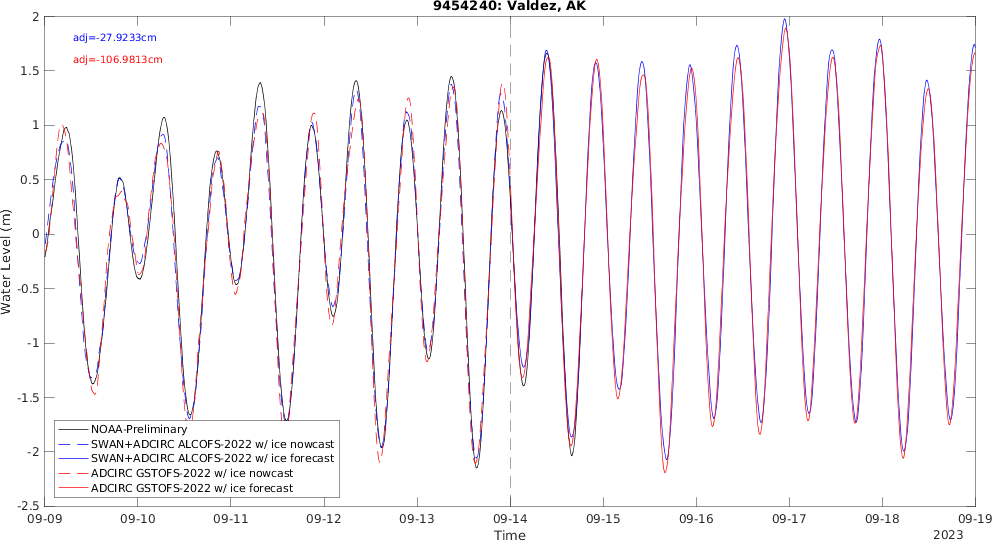 9454240: Valdez, AK
adj=-27.9233cm
adj=-106.9813cm
2
1.5
1
0.5
0
-0.5
-1
-1.5
-2
-2.5
Water Level (m)
NOAA-Preliminary
SWAN+ADCIRC ALCOFS-2022 w/ ice nowcast
SWAN+ADCIRC ALCOFS-2022 w/ ice forecast
ADCIRC GSTOFS-2022 w/ ice nowcast
ADCIRC GSTOFS-2022 w/ ice forecast
09-09 09-10 09-11 09-12 09-13 09-14 09-15 09-16 09-17 09-18 09-19
Time
2023